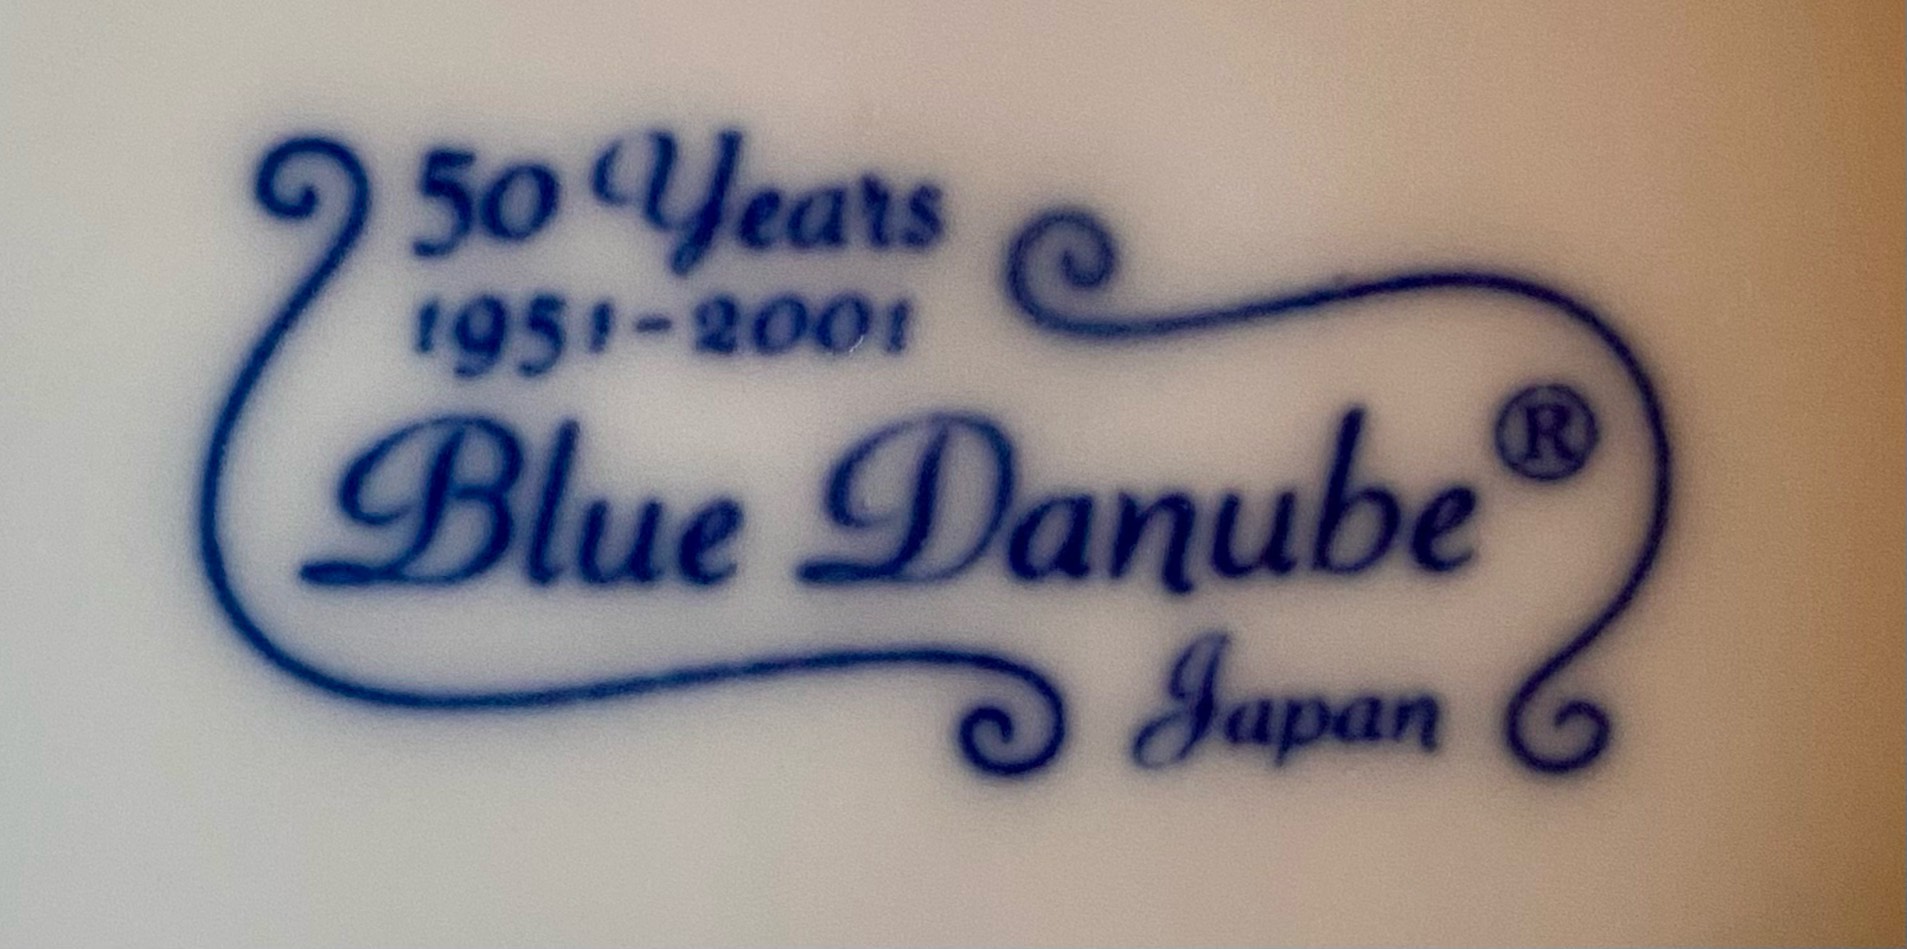 50 Years
1951-2001
Blue Danube®
Japan